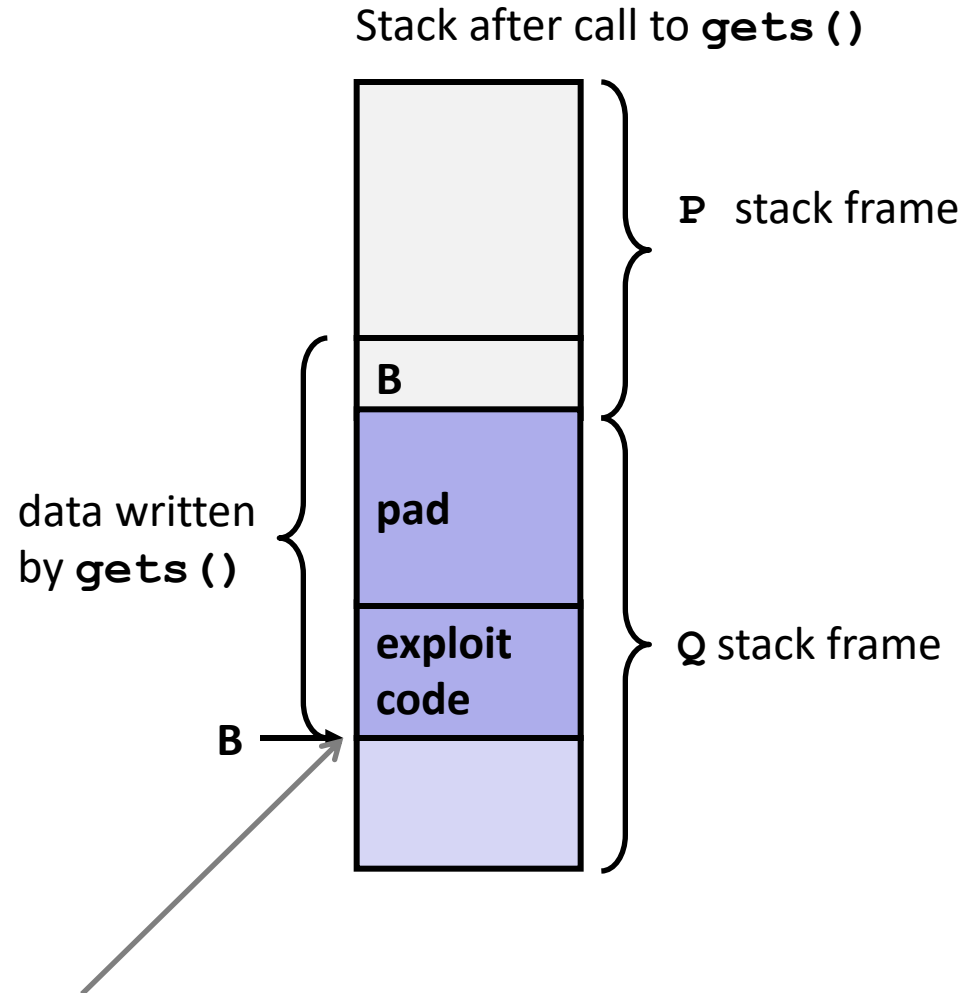 Stack after call to gets()
P stack frame
B
pad
data written
by gets()
exploit
code
Q stack frame
B